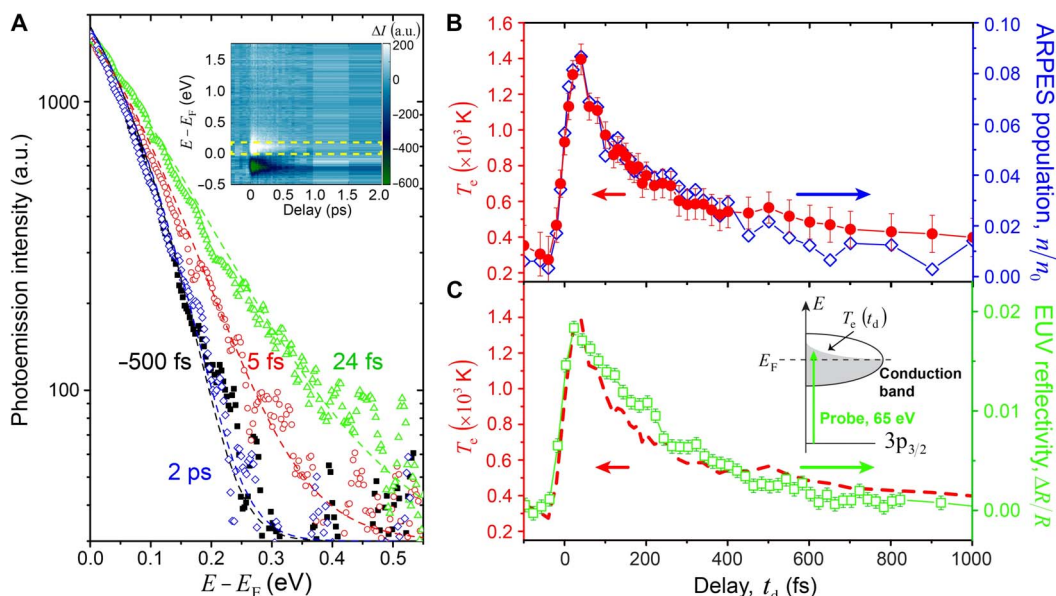 A
Photoemission intensity (a.u.)
1000
100
0.0 0.1 0.2 0.3 0.4 0.5
E – E_F (eV)
–500 fs
5 fs
24 fs
2 ps
ΔI (a.u.)
200
0
–200
–400
–600
E – E_F (eV)
1.5
1.0
0.5
0.0
–0.5
0.0 0.5 1.0 1.5 2.0
Delay (ps)
B
T_e (×10³ K)
1.6
1.4
1.2
1.0
0.8
0.6
0.4
0.2
0.10
0.08
0.06
0.04
0.02
0.00
ARPES population, n/n₀
C
T_e (×10³ K)
1.4
1.2
1.0
0.8
0.6
0.4
0.2
0.02
0.01
0.00
EUV reflectivity, ΔR/R
E
T_e (t_d)
E_F
Conduction
band
Probe, 65 eV
3p_{3/2}
0 200 400 600 800 1000
Delay, t_d (fs)